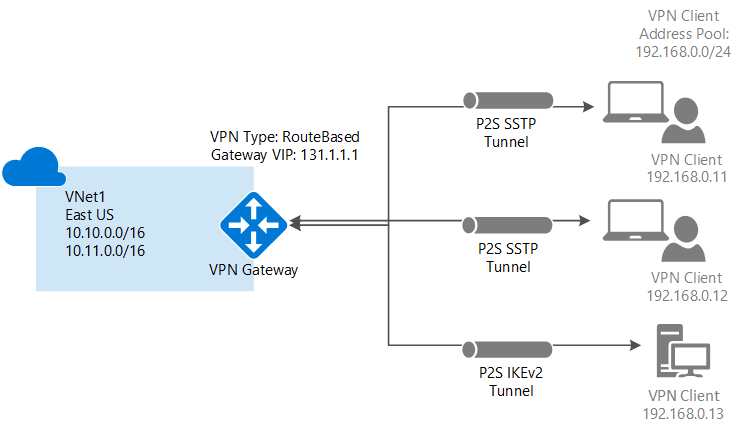 VPN Client
Address Pool:
192.168.0.0/24
P2S SSTP
Tunnel
VPN Type: RouteBased
Gateway VIP: 131.1.1.1
VPN Client
192.168.0.11
VNet1
East US
10.10.0.0/16
10.11.0.0/16
VPN Gateway
P2S SSTP
Tunnel
VPN Client
192.168.0.12
P2S IKEv2
Tunnel
VPN Client
192.168.0.13